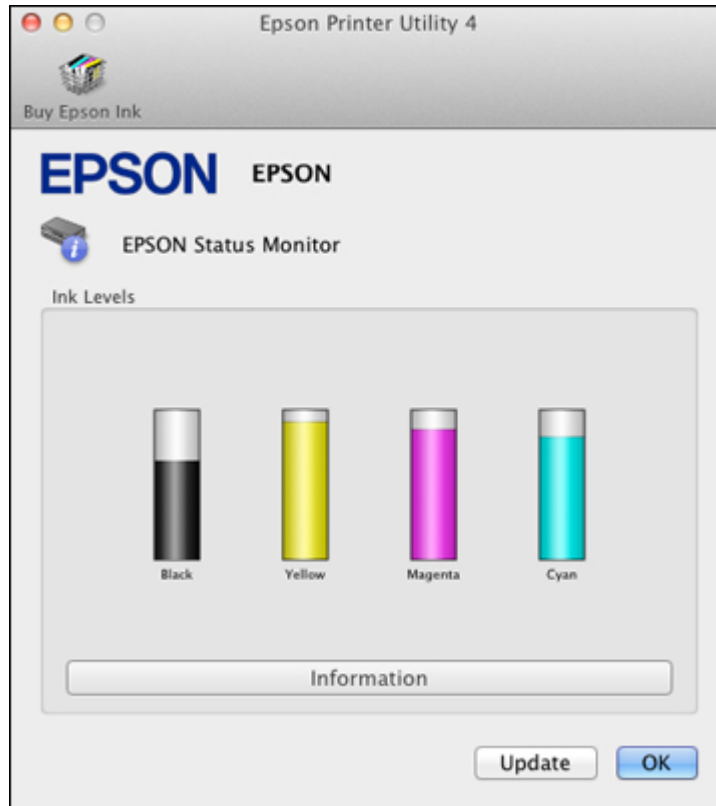 Epson Printer Utility 4
Buy Epson Ink
EPSON EPSON
i
EPSON Status Monitor
Ink Levels
Black Yellow Magenta Cyan
Information
Update OK